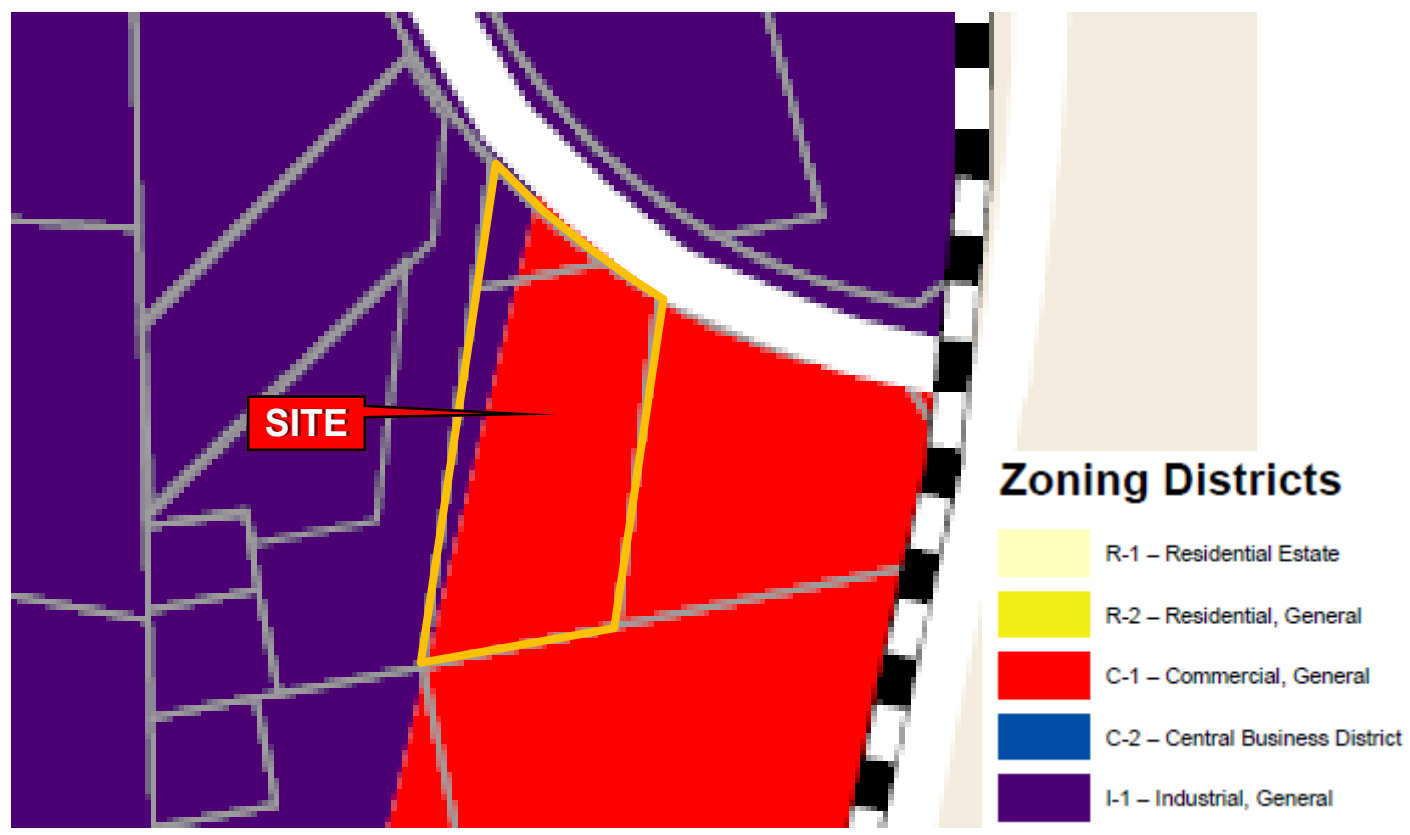 SITE
Zoning Districts
R-1 – Residential Estate
R-2 – Residential, General
C-1 – Commercial, General
C-2 – Central Business District
I-1 – Industrial, General